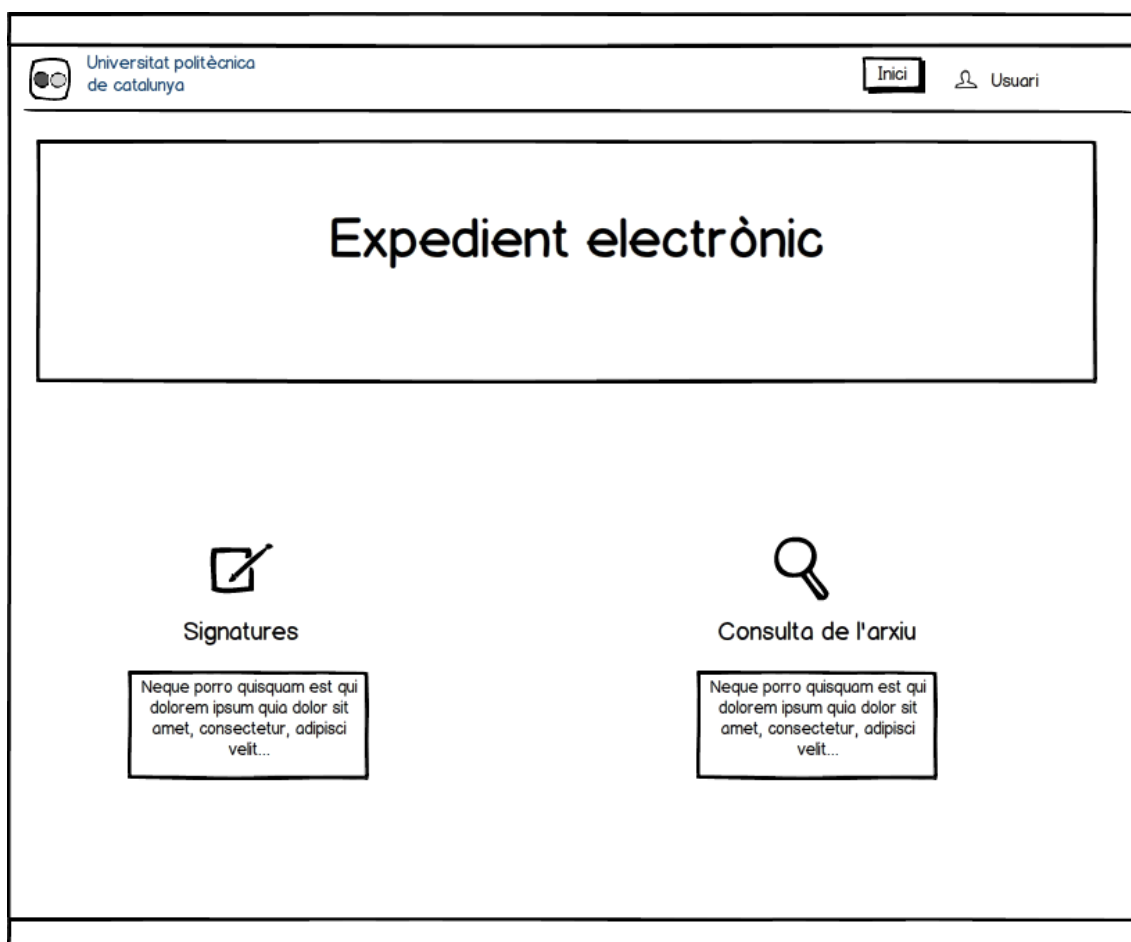 Universitat politècnica
de catalunya
Inici
Usuari
Expedient electrònic
Signatures
Neque porro quisquam est qui
dolorem ipsum quia dolor sit
amet, consectetur, adipisci
velit...
Consulta de l'arxiu
Neque porro quisquam est qui
dolorem ipsum quia dolor sit
amet, consectetur, adipisci
velit...